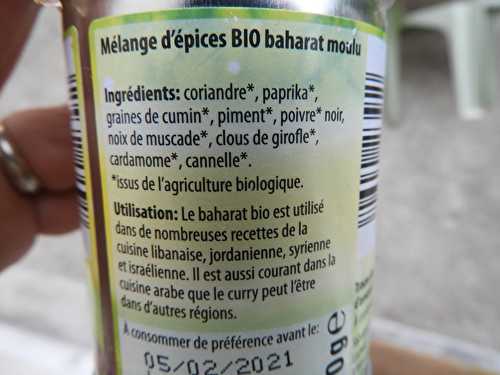 Mélange d'épices BIO baharat moulu
Ingrédients: coriandre*, paprika*,
graines de cumin*, piment*, poivre* noir,
noix de muscade*, clous de girofle*,
cardamome*, cannelle*.
*issus de l'agriculture biologique.
Utilisation: Le baharat bio est utilisé
dans de nombreuses recettes de la
cuisine libanaise, jordanienne, syrienne
et israélienne. Il est aussi courant dans la
cuisine arabe que le curry peut l'être
dans d'autres régions.
À consommer de préférence avant le:
05/02/2021